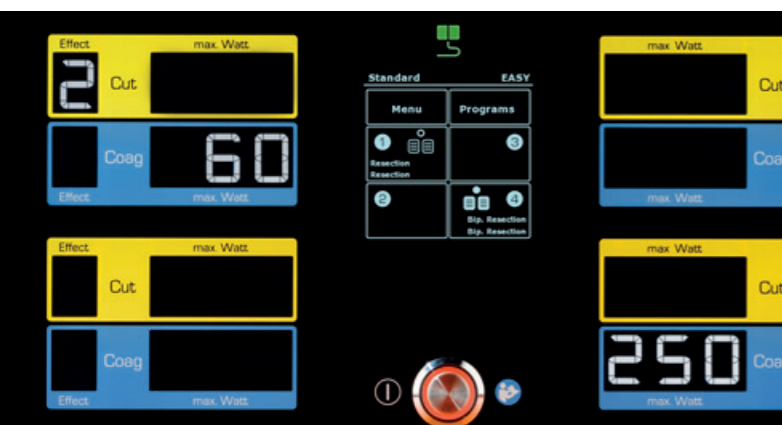 Effect max. Watt
2 Cut
Coag 60
Effect max. Watt
Effect max. Watt
Cut
Coag
Effect max. Watt
Standard EASY
Menu Programs
1 3
Resection
Resection
2 4
Bip. Resection
Bip. Resection
max. Watt
Cut
Coa
max. Watt
max. Watt
Cut
250 Coa
max. Watt